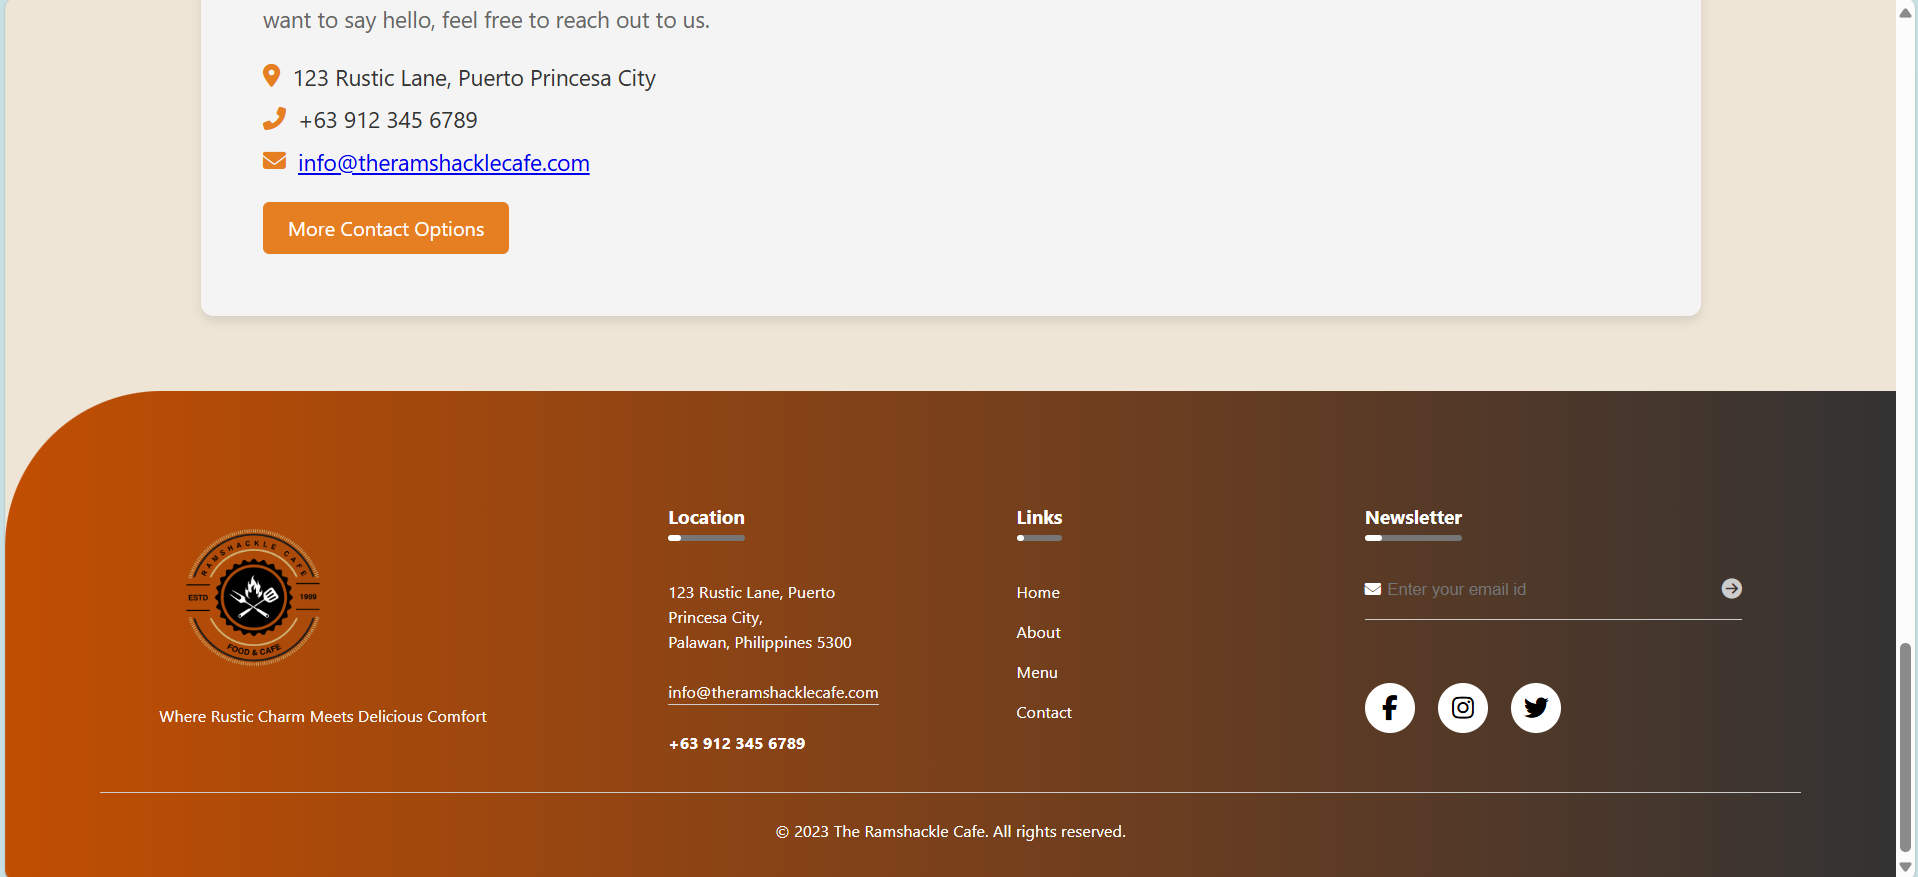 want to say hello, feel free to reach out to us.
123 Rustic Lane, Puerto Princesa City
+63 912 345 6789
info@theramshacklecafe.com
More Contact Options
RAMSHACKLE CAFE
ESTD
1989
FOOD & CAFE
Where Rustic Charm Meets Delicious Comfort
Location
123 Rustic Lane, Puerto
Princesa City,
Palawan, Philippines 5300
info@theramshacklecafe.com
+63 912 345 6789
Links
Home
About
Menu
Contact
Newsletter
Enter your email id
© 2023 The Ramshackle Cafe. All rights reserved.